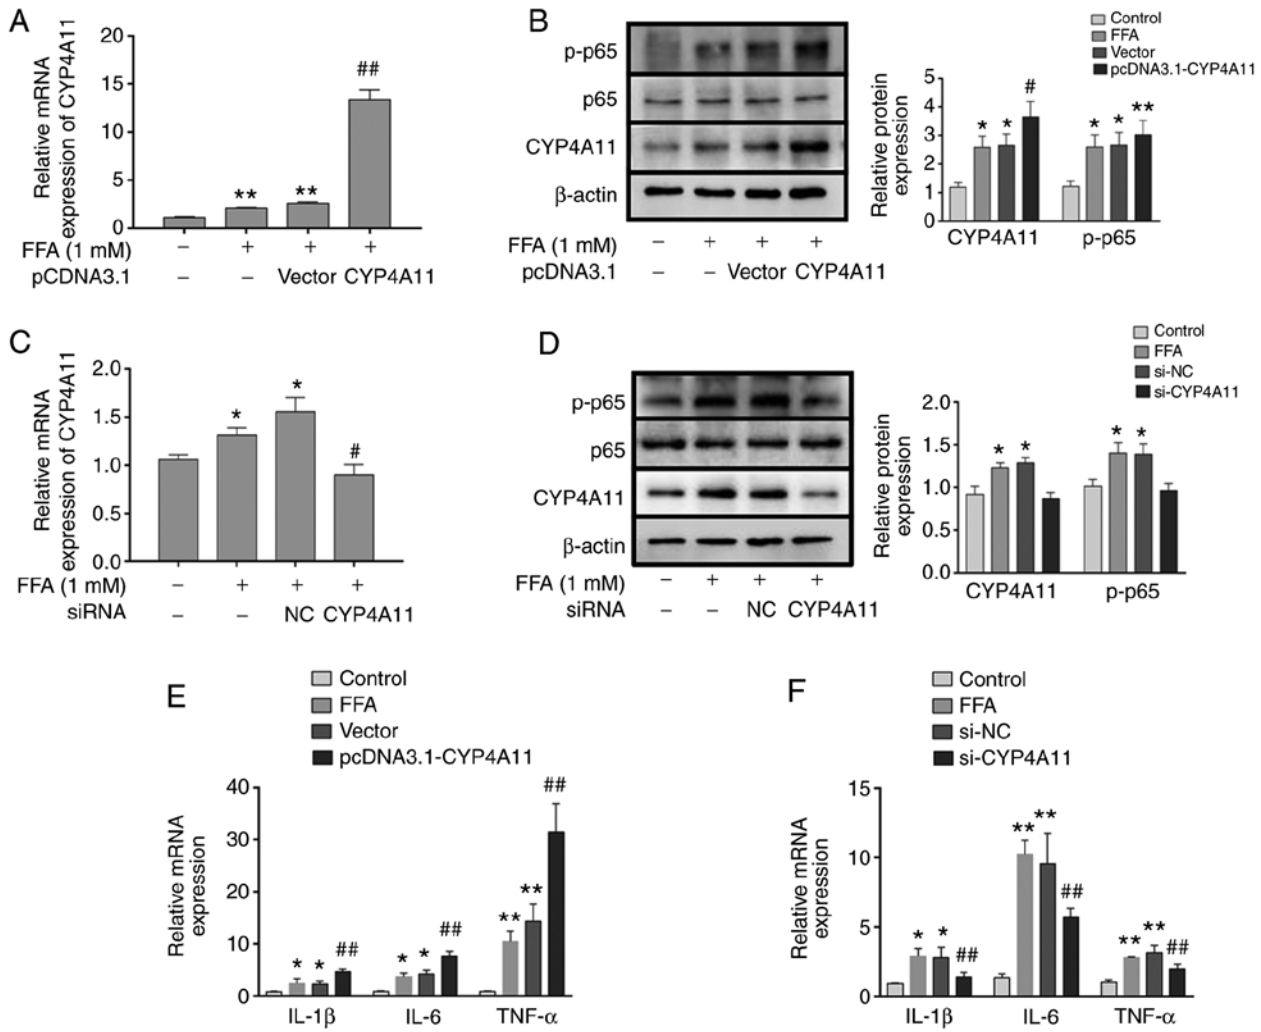 A
Relative mRNA
expression of CYP4A11
20
15
10
5
0
**
**
##
FFA (1 mM) – + + +
pCDNA3.1 – – Vector CYP4A11
B
p-p65
p65
CYP4A11
β-actin
FFA (1 mM) – + + +
pcDNA3.1 – – Vector CYP4A11
Control
FFA
Vector
pcDNA3.1-CYP4A11
Relative protein
expression
5
4
3
2
1
0
* * #
* * **
CYP4A11 p-p65
C
Relative mRNA
expression of CYP4A11
2.0
1.5
1.0
0.5
0.0
*
*
#
FFA (1 mM) – + + +
siRNA – – NC CYP4A11
D
p-p65
p65
CYP4A11
β-actin
FFA (1 mM) – + + +
siRNA – – NC CYP4A11
Control
FFA
si-NC
si-CYP4A11
Relative protein
expression
2.0
1.5
1.0
0.5
0.0
* *
* *
CYP4A11 p-p65
E
Control
FFA
Vector
pcDNA3.1-CYP4A11
Relative mRNA
expression
40
30
20
10
0
* * ##
* * ##
** ** ##
IL-1β IL-6 TNF-α
F
Control
FFA
si-NC
si-CYP4A11
Relative mRNA
expression
15
10
5
0
* * ##
** ** ##
** ** ##
IL-1β IL-6 TNF-α